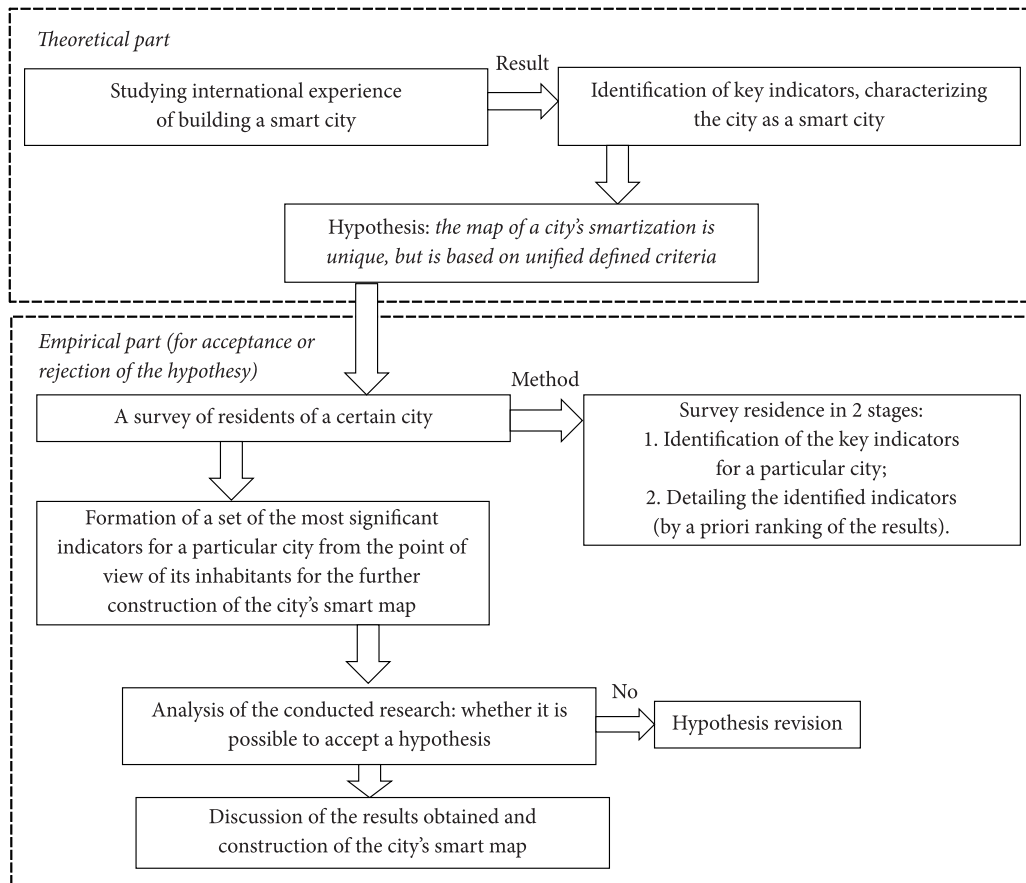 Theoretical part
Result
Studying international experience
of building a smart city
Identification of key indicators, characterizing
the city as a smart city
Hypothesis: the map of a city's smartization is
unique, but is based on unified defined criteria
Empirical part (for acceptance or
rejection of the hypothesy)
Method
A survey of residents of a certain city
Survey residence in 2 stages:
1. Identification of the key indicators
for a particular city;
2. Detailing the identified indicators
(by a priori ranking of the results).
Formation of a set of the most significant
indicators for a particular city from the point of
view of its inhabitants for the further
construction of the city's smart map
Analysis of the conducted research: whether it is
possible to accept a hypothesis
No
Hypothesis revision
Discussion of the results obtained and
construction of the city's smart map